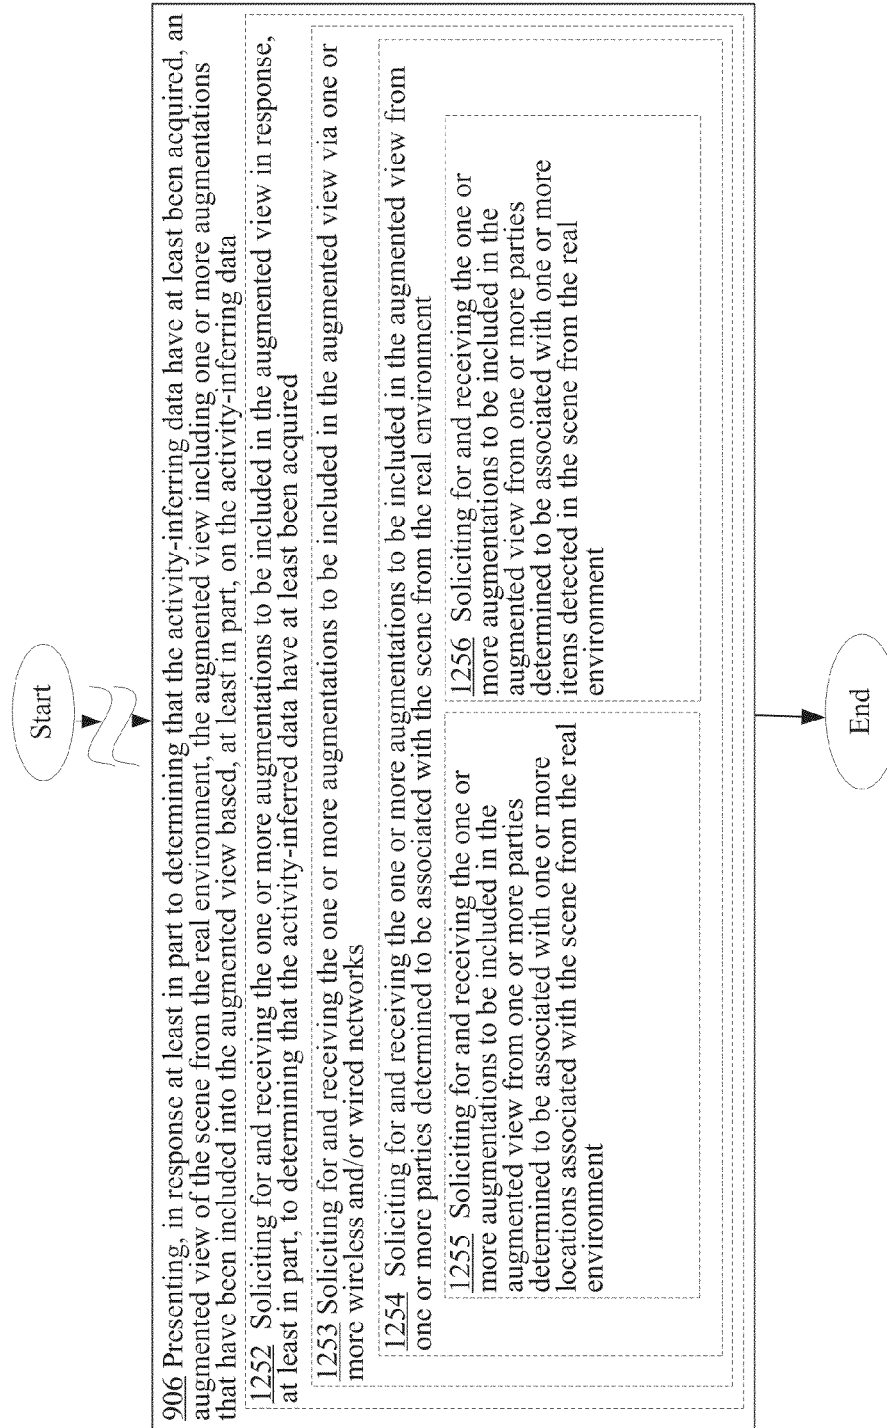 Start
906 Presenting, in response at least in part to determining that the activity-inferring data have at least been acquired, an
augmented view of the scene from the real environment, the augmented view including one or more augmentations
that have been included into the augmented view based, at least in part, on the activity-inferring data
1252 Soliciting for and receiving the one or more augmentations to be included in the augmented view in response,
at least in part, to determining that the activity-inferred data have at least been acquired
1253 Soliciting for and receiving the one or more augmentations to be included in the augmented view via one or
more wireless and/or wired networks
1254 Soliciting for and receiving the one or more augmentations to be included in the augmented view from
one or more parties determined to be associated with the scene from the real environment
1255 Soliciting for and receiving the one or
more augmentations to be included in the
augmented view from one or more parties
determined to be associated with one or more
locations associated with the scene from the real
environment
1256 Soliciting for and receiving the one or
more augmentations to be included in the
augmented view from one or more parties
determined to be associated with one or more
items detected in the scene from the real
environment
End